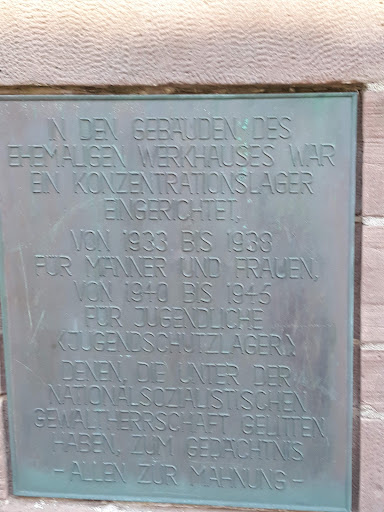 IN DEN GEBÄUDEN DES
EHEMALIGEN WERKHAUSES WAR
EIN KONZENTRATIONSLAGER
EINGERICHTET,
VON 1933 BIS 1938
FÜR MÄNNER UND FRAUEN,
VON 1940 BIS 1945
FÜR JUGENDLICHE
(JUGENDSCHUTZLAGER).
DENEN, DIE UNTER DER
NATIONALSOZIALISTISCHEN
GEWALTHERRSCHAFT GELITTEN
HABEN, ZUM GEDÄCHTNIS
- ALLEN ZUR MAHNUNG -